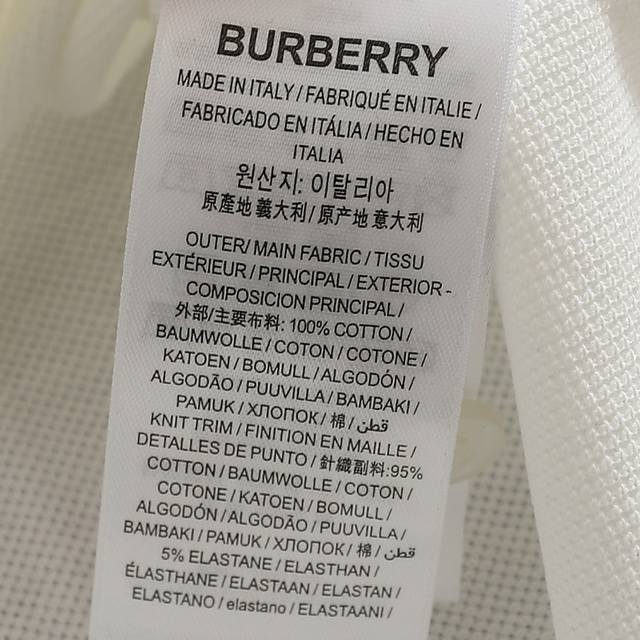 BURBERRY
MADE IN ITALY / FABRIQUÉ EN ITALIE /
FABRICADO EN ITÁLIA / HECHO EN
ITALIA
원산지: 이탈리아
原產地 義大利 / 原产地 意大利
OUTER/ MAIN FABRIC / TISSU
EXTÉRIEUR / PRINCIPAL / EXTERIOR -
COMPOSICION PRINCIPAL /
外部/主要布料: 100% COTTON /
BAUMWOLLE / COTON / COTONE /
KATOEN / BOMULL / ALGODÓN /
ALGODÃO / PUUVILLA / BAMBAKI /
PAMUK / ХЛОПОК / 棉 / قطن /
KNIT TRIM / FINITION EN MAILLE /
DETALLES DE PUNTO / 針織副料: 95%
COTTON / BAUMWOLLE / COTON /
COTONE / KATOEN / BOMULL /
ALGODÓN / ALGODÃO / PUUVILLA /
BAMBAKI / PAMUK / ХЛОПОК / 棉 / قطن /
5% ELASTANE / ELASTHAN /
ÉLASTHANE / ELASTAAN / ELASTAN /
ELASTANO / elastano / ELASTAANI /